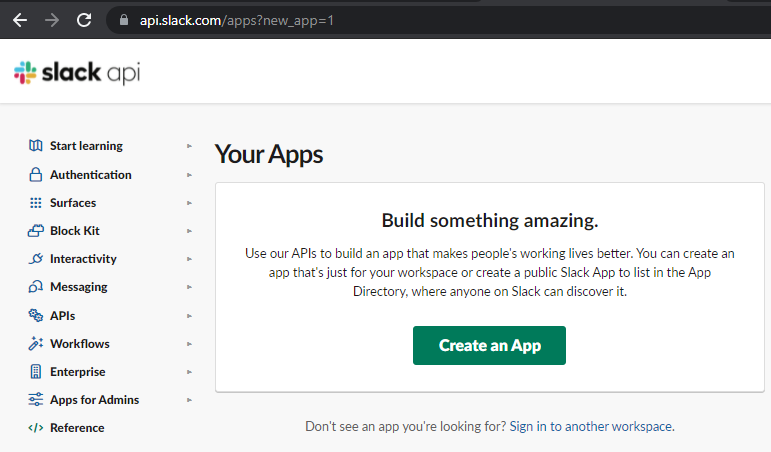 api.slack.com/apps?new_app=1
slack api
Start learning
Authentication
Surfaces
Block Kit
Interactivity
Messaging
APIs
Workflows
Enterprise
Apps for Admins
Reference
Your Apps
Build something amazing.
Use our APIs to build an app that makes people's working lives better. You can create an
app that's just for your workspace or create a public Slack App to list in the App
Directory, where anyone on Slack can discover it.
Create an App
Don't see an app you're looking for? Sign in to another workspace.